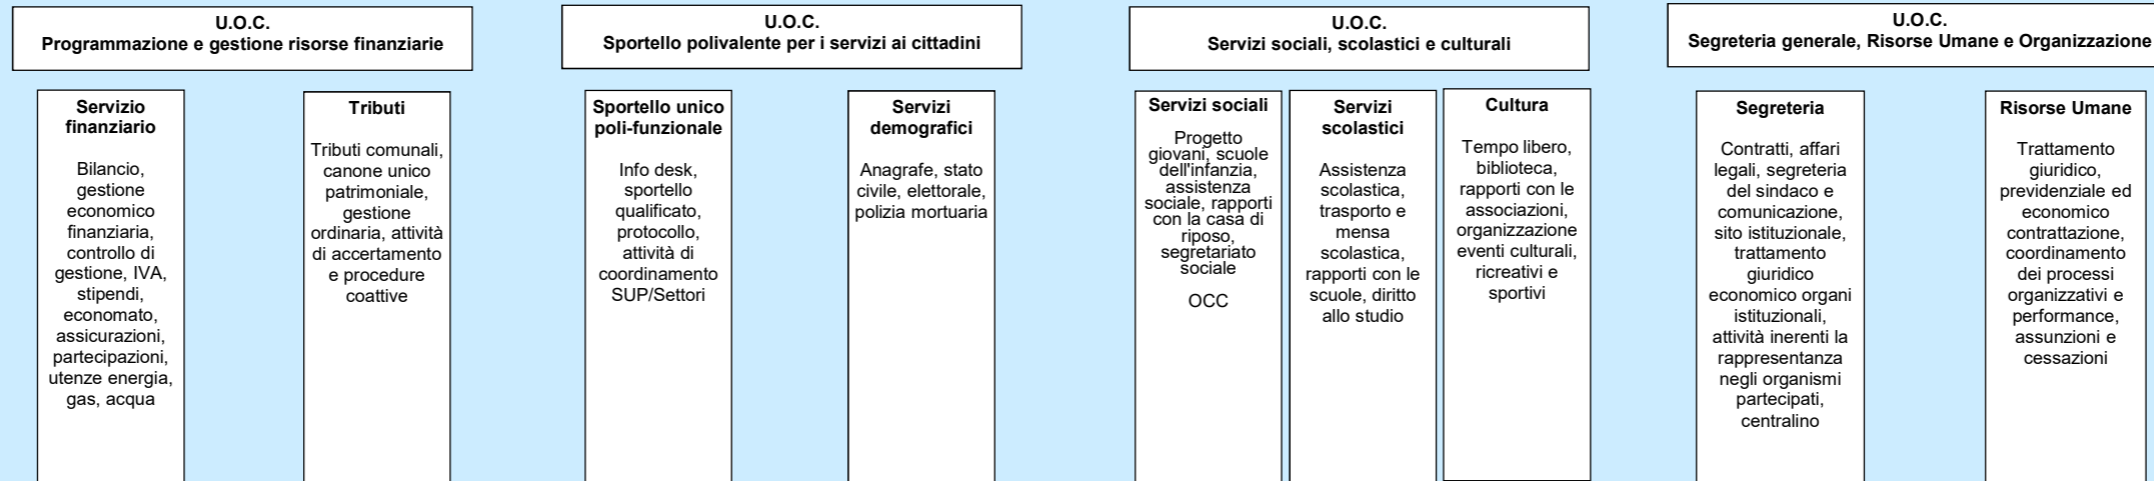 U.O.C.
Programmazione e gestione risorse finanziarie
Servizio
finanziario
Bilancio,
gestione
economico
finanziaria,
controllo di
gestione, IVA,
stipendi,
economato,
assicurazioni,
partecipazioni,
utenze energia,
gas, acqua
Tributi
Tributi comunali,
canone unico
patrimoniale,
gestione
ordinaria, attività
di accertamento
e procedure
coattive
U.O.C.
Sportello polivalente per i servizi ai cittadini
Sportello unico
poli-funzionale
Info desk,
sportello
qualificato,
protocollo,
attività di
coordinamento
SUP/Settori
Servizi
demografici
Anagrafe, stato
civile, elettorale,
polizia mortuaria
U.O.C.
Servizi sociali, scolastici e culturali
Servizi sociali
Progetto
giovani, scuole
dell'infanzia,
assistenza
sociale, rapporti
con la casa di
riposo,
segretariato
sociale
OCC
Servizi
scolastici
Assistenza
scolastica,
trasporto e
mensa
scolastica,
rapporti con le
scuole, diritto
allo studio
Cultura
Tempo libero,
biblioteca,
rapporti con le
associazioni,
organizzazione
eventi culturali,
ricreativi e
sportivi
U.O.C.
Segreteria generale, Risorse Umane e Organizzazione
Segreteria
Contratti, affari
legali, segreteria
del sindaco e
comunicazione,
sito istituzionale,
trattamento
giuridico
economico organi
istituzionali,
attività inerenti la
rappresentanza
negli organismi
partecipati,
centralino
Risorse Umane
Trattamento
giuridico,
previdenziale ed
economico
contrattazione,
coordinamento
dei processi
organizzativi e
performance,
assunzioni e
cessazioni